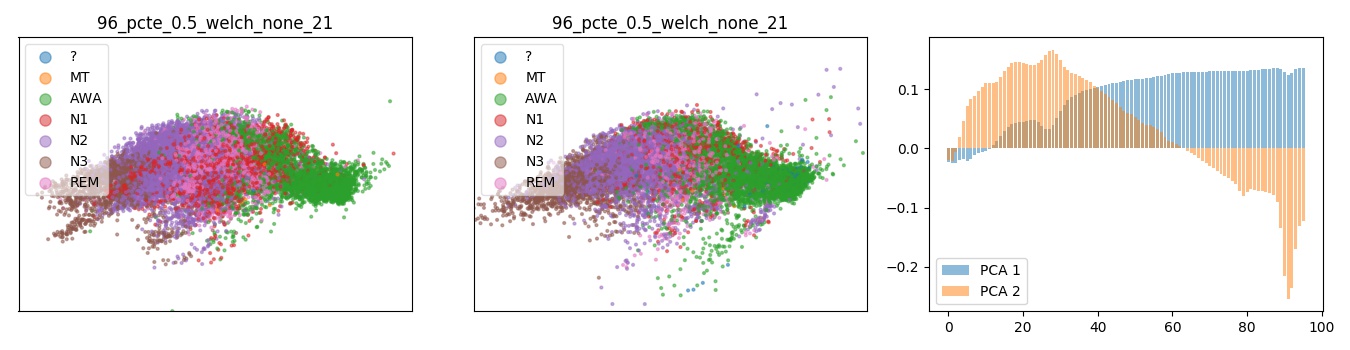 96_pcte_0.5_welch_none_21
?
MT
AWA
N1
N2
N3
REM
96_pcte_0.5_welch_none_21
?
MT
AWA
N1
N2
N3
REM
0.1
0.0
−0.1
−0.2
PCA 1
PCA 2
0 20 40 60 80 100